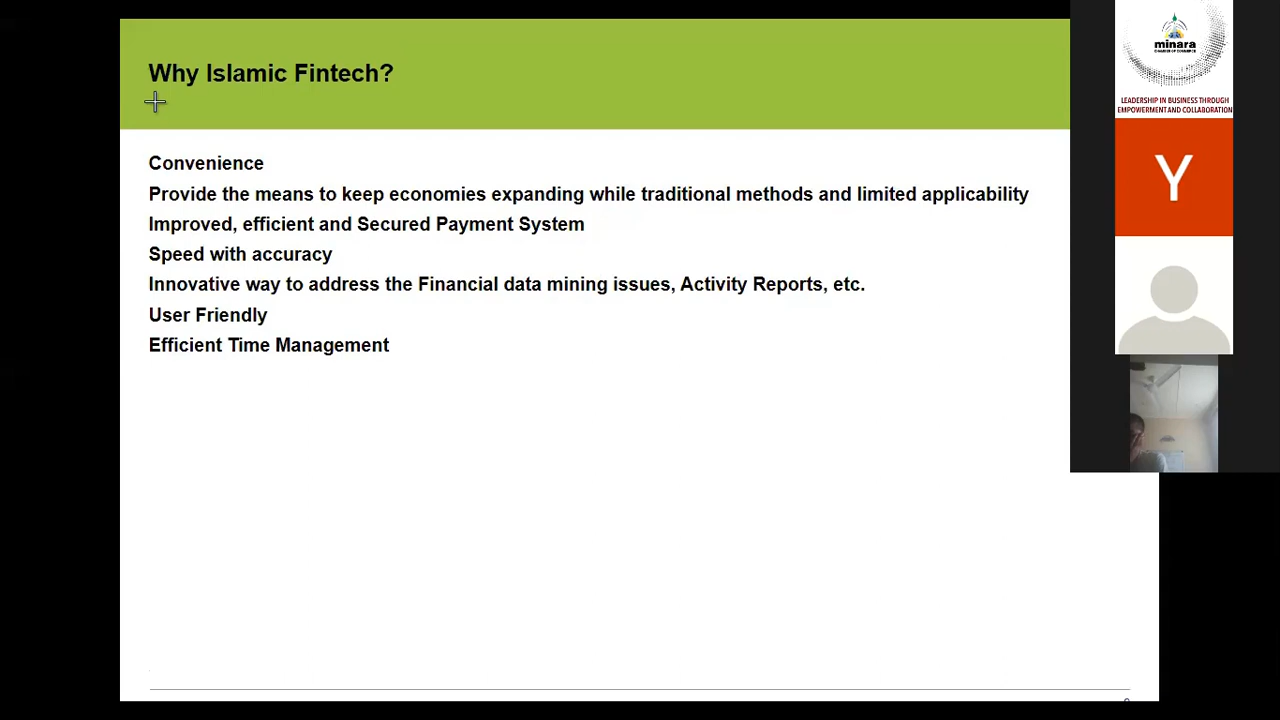 Why Islamic Fintech?
Convenience
Provide the means to keep economies expanding while traditional methods and limited applicability
Improved, efficient and Secured Payment System
Speed with accuracy
Innovative way to address the Financial data mining issues, Activity Reports, etc.
User Friendly
Efficient Time Management
minara
CHAMBER OF COMMERCE
LEADERSHIP IN BUSINESS THROUGH
EMPOWERMENT AND COLLABORATION
Y